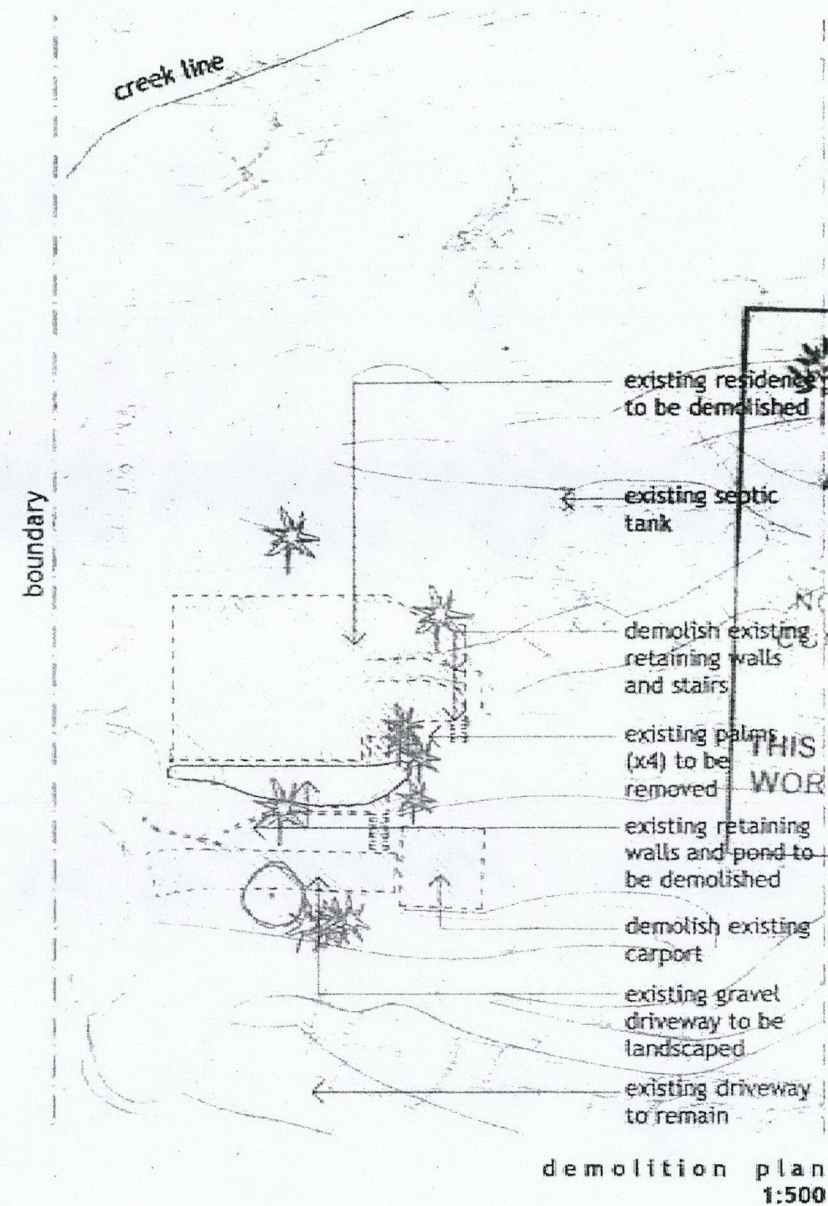 creek line
boundary
existing residence
to be demolished
existing septic
tank
demolish existing
retaining walls
and stairs
existing palms
(x4) to be
removed
THIS
WOR
existing retaining
walls and pond to
be demolished
demolish existing
carport
existing gravel
driveway to be
landscaped
existing driveway
to remain
demolition plan
1:500